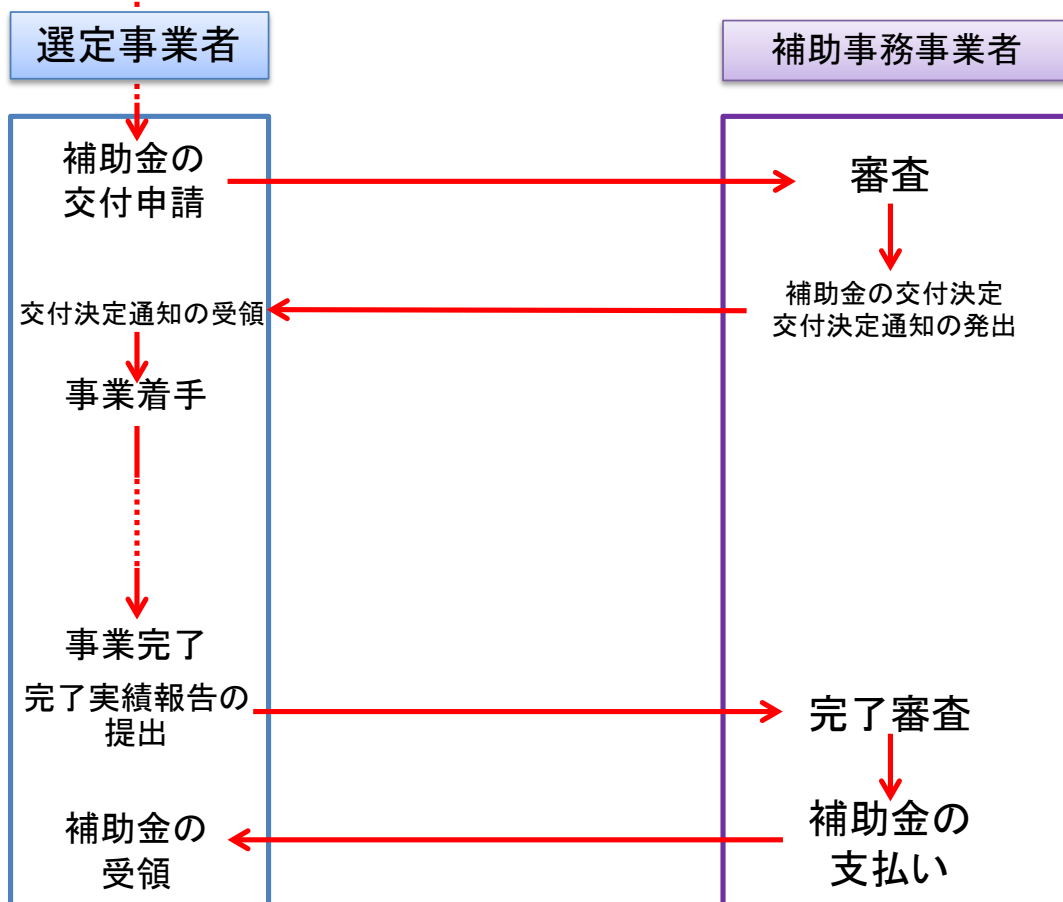 選定事業者
補助事務事業者
補助金の
交付申請
審査
交付決定通知の受領
補助金の交付決定
交付決定通知の発出
事業着手
事業完了
完了実績報告の
提出
完了審査
補助金の
受領
補助金の
支払い